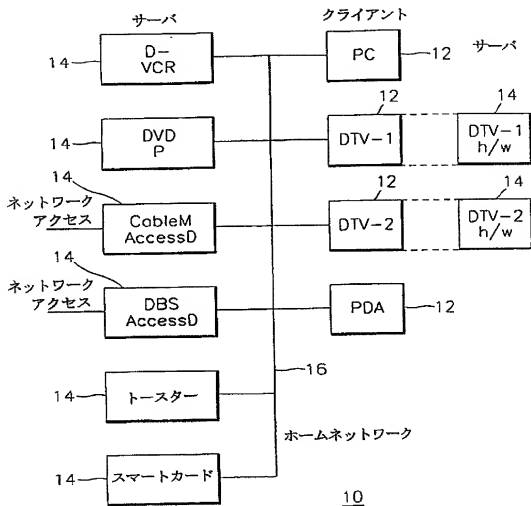 サーバ
クライアント
14
D-
VCR
PC
12
サーバ
14
DVD
P
12
DTV-1
14
DTV-1
h/w
14
ネットワーク
アクセス
CableM
AccessD
12
DTV-2
14
DTV-2
h/w
14
ネットワーク
アクセス
DBS
AccessD
PDA
12
14
トースター
16
ホームネットワーク
14
スマートカード
10